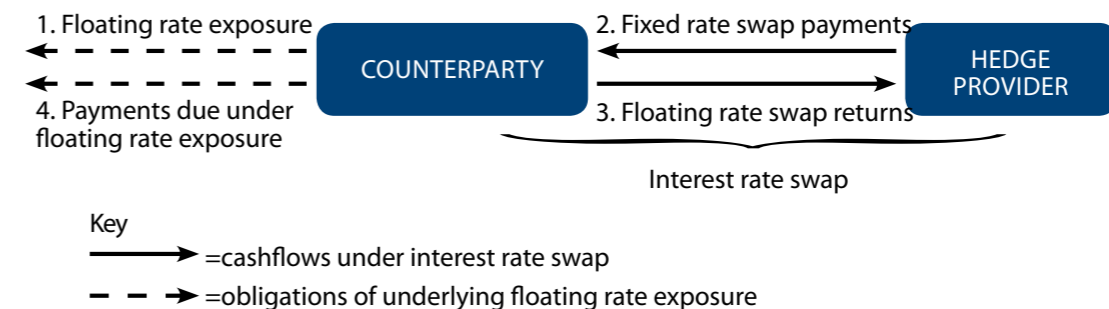 1. Floating rate exposure
COUNTERPARTY
2. Fixed rate swap payments
HEDGE
PROVIDER
4. Payments due under
floating rate exposure
3. Floating rate swap returns
Interest rate swap
Key
=cashflows under interest rate swap
=obligations of underlying floating rate exposure